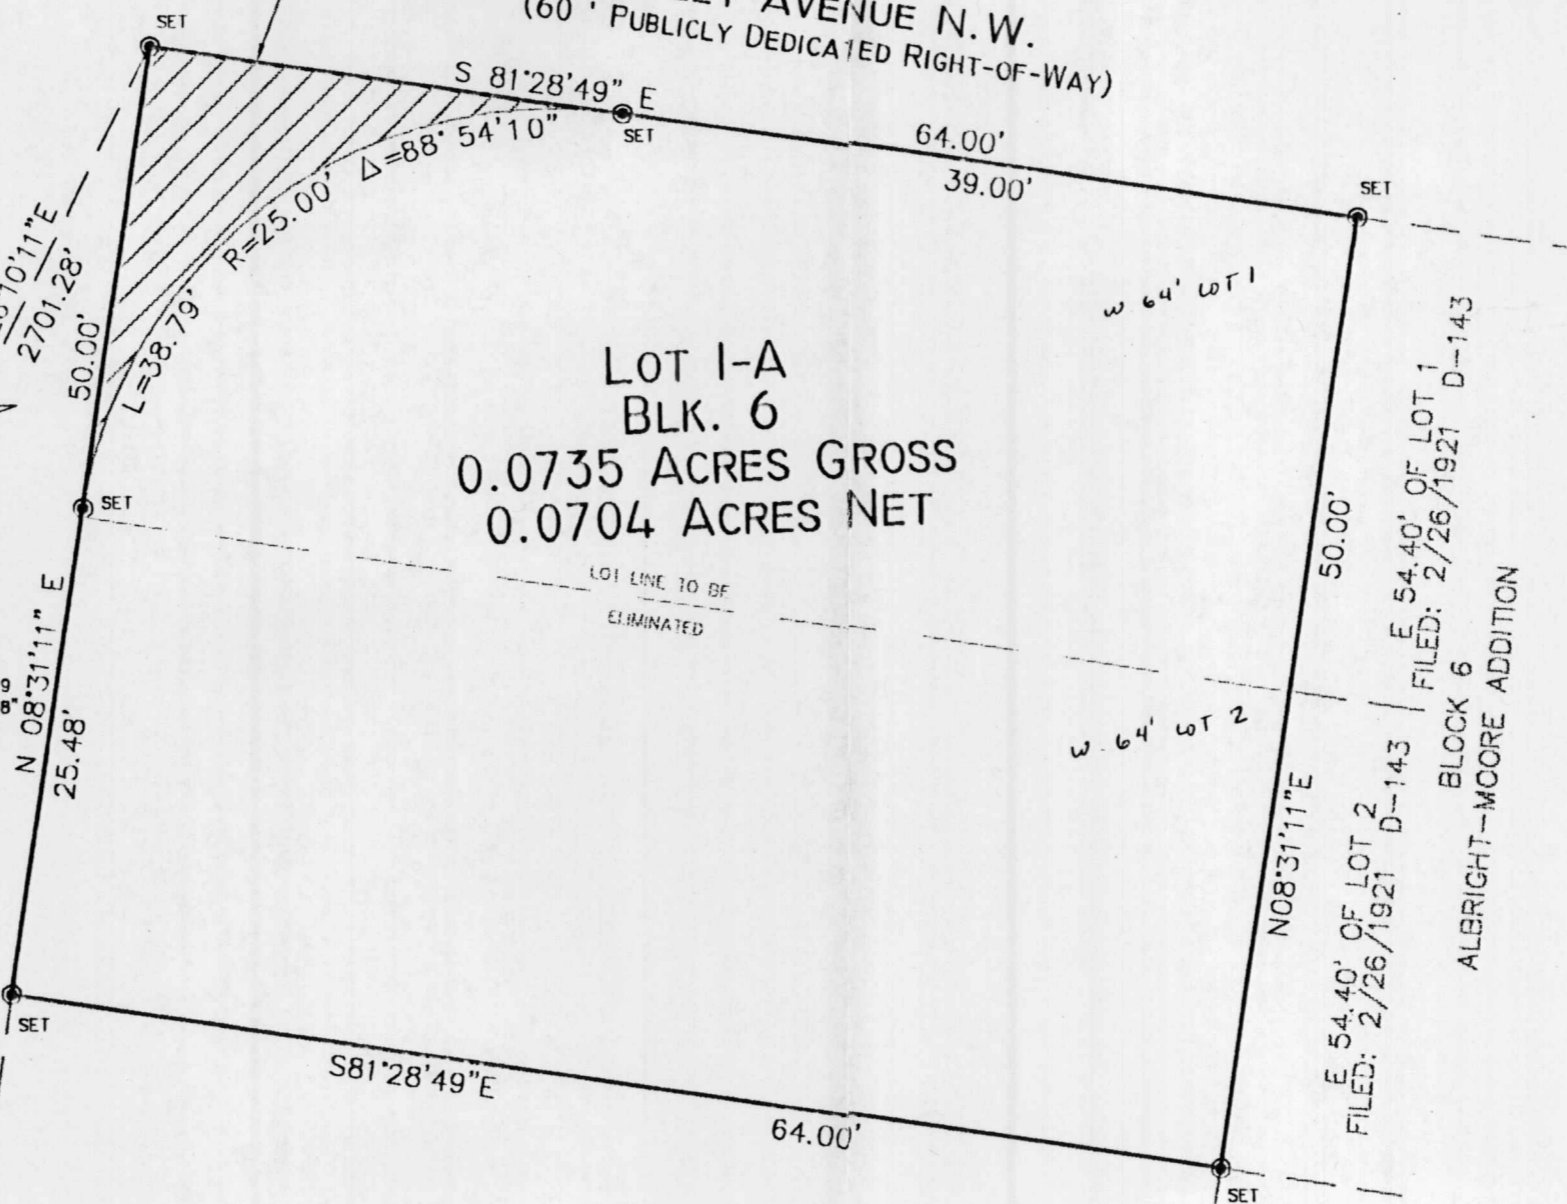 AVENUE N.W.
(60 ' PUBLICLY DEDICATED RIGHT-OF-WAY)
SET
S 81°28'49" E
SET
64.00'
39.00'
SET
Δ=88° 54'10"
R=25.00'
L=38.79'
10'11"E
2701.28'
50.00'
W 64' LOT 1
LOT 1-A
BLK. 6
0.0735 ACRES GROSS
0.0704 ACRES NET
SET
LOT LINE TO BE
ELIMINATED
50.00'
E 54.40' OF LOT 1
FILED: 2/26/1921 D-143
BLOCK 6
ALBRIGHT-MOORE ADDITION
N 08°31'11" E
25.48'
W. 64' LOT 2
N08°31'11"E
E 54.40' OF LOT 2
FILED: 2/26/1921 D-143
SET
S81°28'49"E
64.00'
SET